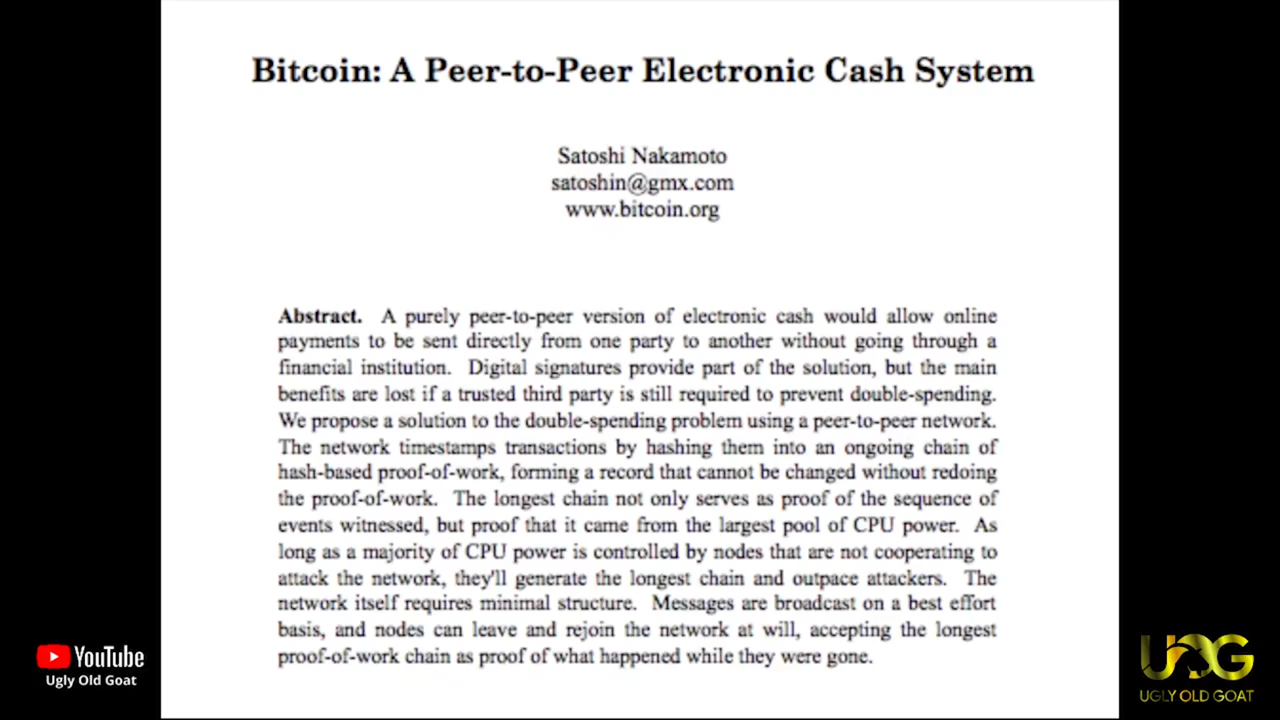 Bitcoin: A Peer-to-Peer Electronic Cash System
Satoshi Nakamoto
satoshin@gmx.com
www.bitcoin.org
Abstract. A purely peer-to-peer version of electronic cash would allow online
payments to be sent directly from one party to another without going through a
financial institution. Digital signatures provide part of the solution, but the main
benefits are lost if a trusted third party is still required to prevent double-spending.
We propose a solution to the double-spending problem using a peer-to-peer network.
The network timestamps transactions by hashing them into an ongoing chain of
hash-based proof-of-work, forming a record that cannot be changed without redoing
the proof-of-work. The longest chain not only serves as proof of the sequence of
events witnessed, but proof that it came from the largest pool of CPU power. As
long as a majority of CPU power is controlled by nodes that are not cooperating to
attack the network, they'll generate the longest chain and outpace attackers. The
network itself requires minimal structure. Messages are broadcast on a best effort
basis, and nodes can leave and rejoin the network at will, accepting the longest
proof-of-work chain as proof of what happened while they were gone.
YouTube
Ugly Old Goat
UOG
UGLY OLD GOAT